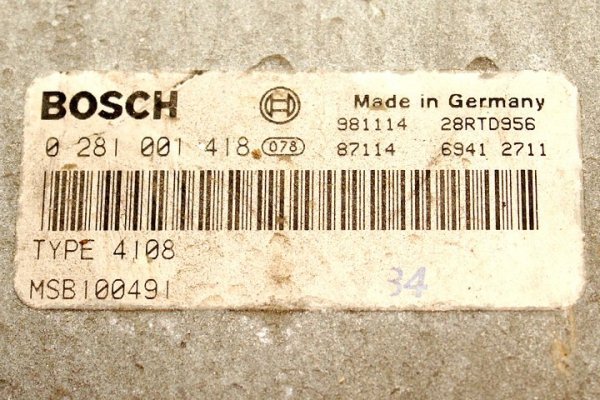 BOSCH Made in Germany
981114 28RTD956
0 281 001 418 078 87114 6941 2711
TYPE 4108
MSB100491 34